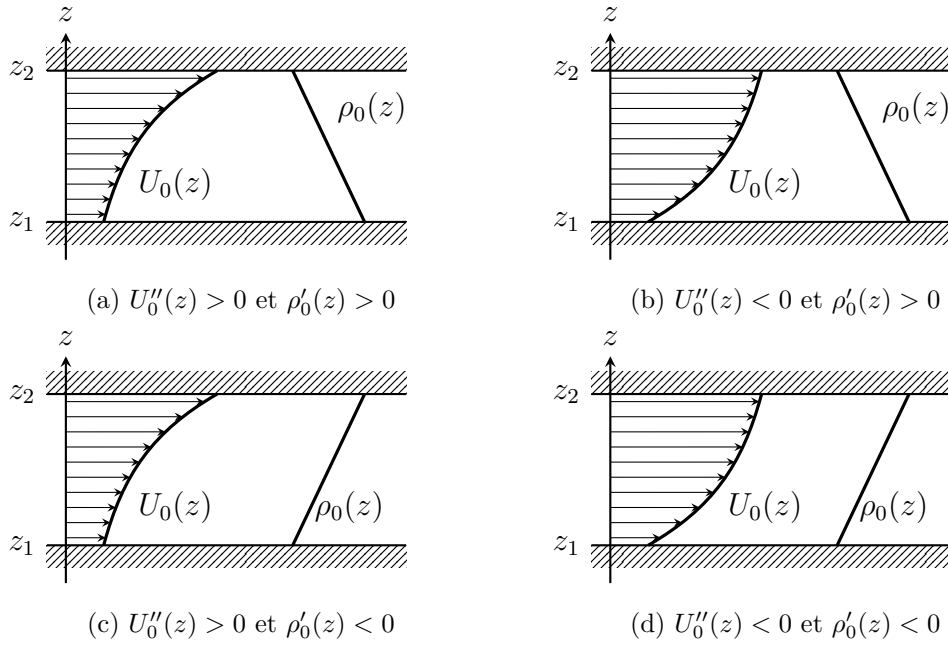 z
z
z₂
z₂
ρ₀(z)
ρ₀(z)
U₀(z)
U₀(z)
z₁
z₁
(a) U₀″(z) > 0 et ρ₀′(z) > 0
(b) U₀″(z) < 0 et ρ₀′(z) > 0
z
z
z₂
z₂
U₀(z)
ρ₀(z)
U₀(z)
ρ₀(z)
z₁
z₁
(c) U₀″(z) > 0 et ρ₀′(z) < 0
(d) U₀″(z) < 0 et ρ₀′(z) < 0